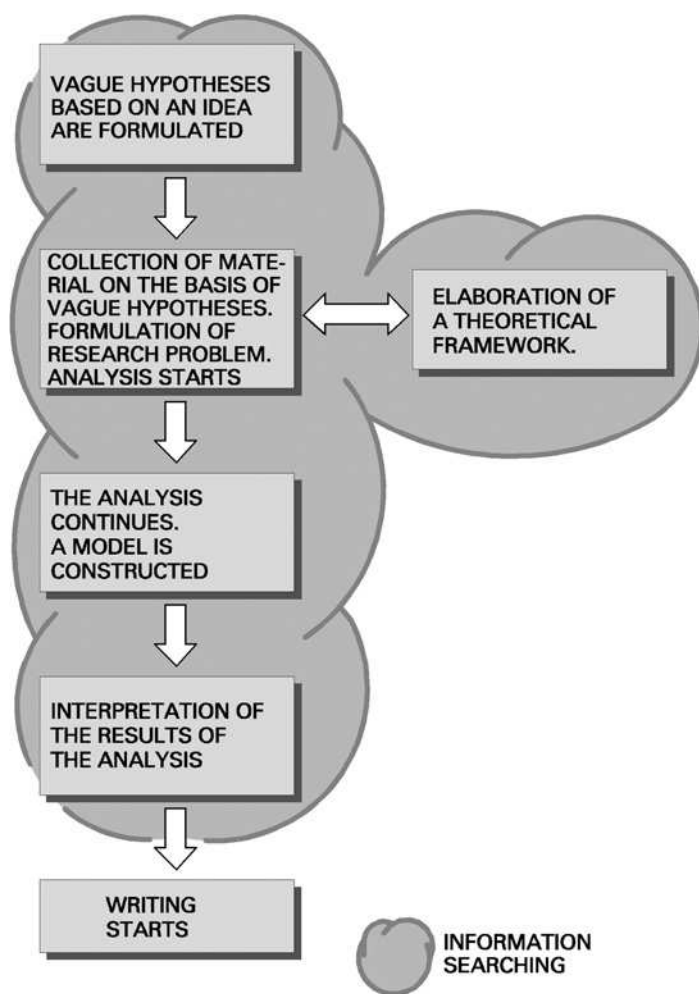 VAGUE HYPOTHESES
BASED ON AN IDEA
ARE FORMULATED
COLLECTION OF MATE-
RIAL ON THE BASIS OF
VAGUE HYPOTHESES.
FORMULATION OF
RESEARCH PROBLEM.
ANALYSIS STARTS
ELABORATION OF
A THEORETICAL
FRAMEWORK.
THE ANALYSIS
CONTINUES.
A MODEL IS
CONSTRUCTED
INTERPRETATION OF
THE RESULTS OF
THE ANALYSIS
WRITING
STARTS
INFORMATION
SEARCHING